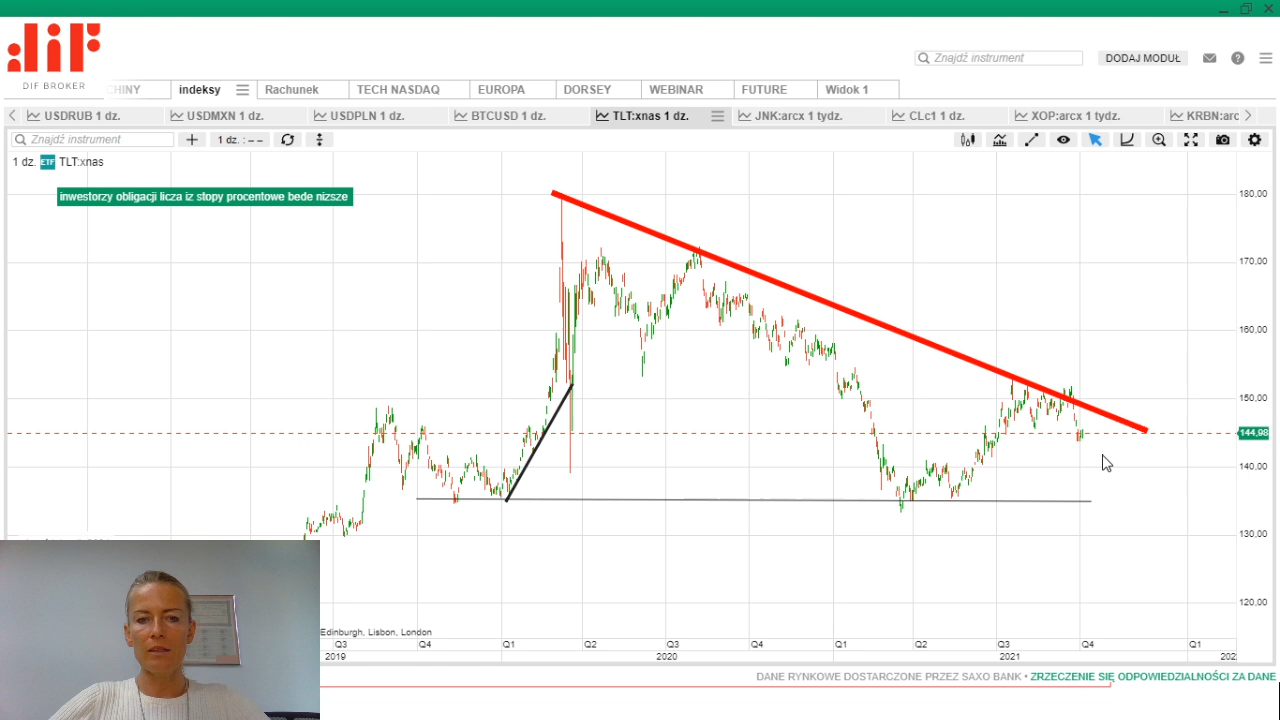 dif
DIF BROKER
Znajdź instrument
DODAJ MODUŁ
HINY
indeksy
Rachunek
TECH NASDAQ
EUROPA
DORSEY
WEBINAR
FUTURE
Widok 1
USDRUB 1 dz.
USDMXN 1 dz.
USDPLN 1 dz.
BTCUSD 1 dz.
TLT:xnas 1 dz.
JNK:arcx 1 tydz.
CLc1 1 dz.
XOP:arcx 1 tydz.
KRBN:arc
Znajdź instrument
1 dz. : – –
1 dz. ETF TLT:xnas
inwestorzy obligacji licza iz stopy procentowe bede nizsze
180,00
170,00
160,00
150,00
144,98
140,00
130,00
120,00
Edinburgh, Lisbon, London
Q3 Q4 Q1 Q2 Q3 Q4 Q1 Q2 Q3 Q4 Q1
2019 2020 2021 202
DANE RYNKOWE DOSTARCZONE PRZEZ SAXO BANK • ZRZECZENIE SIĘ ODPOWIEDZIALNOŚCI ZA DANE